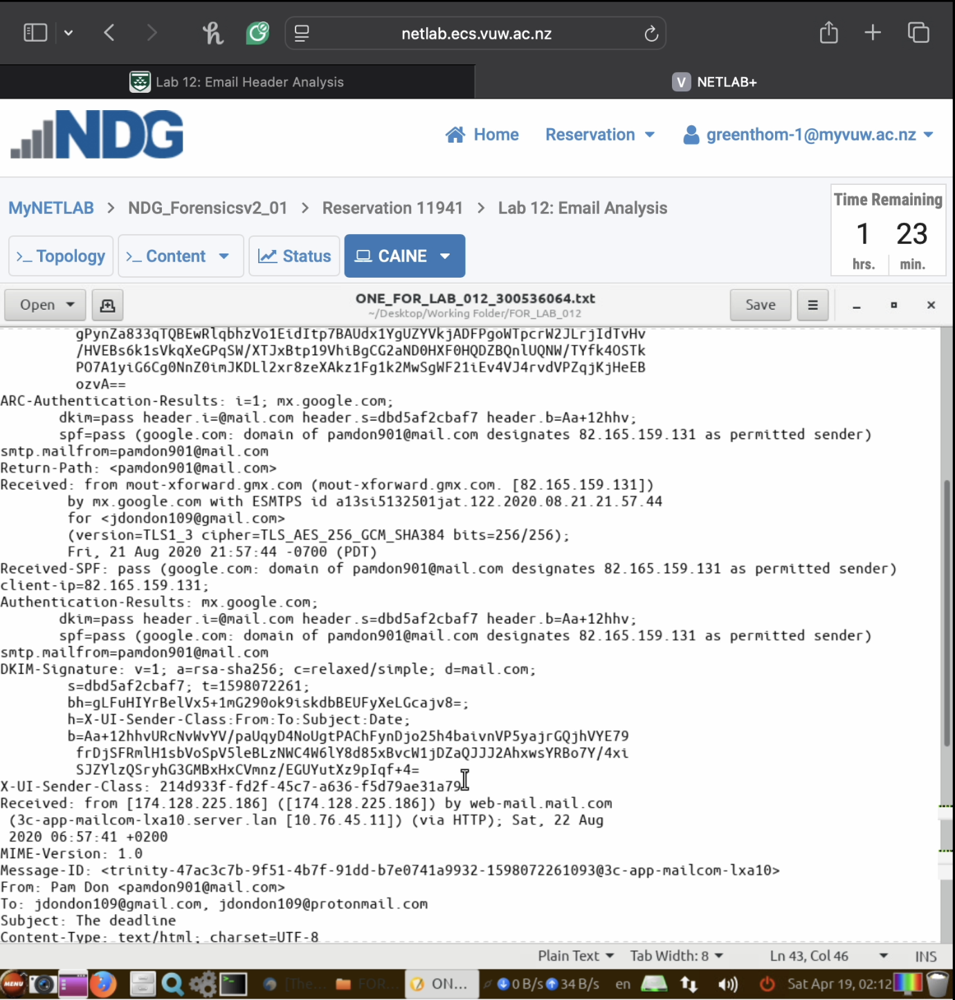 netlab.ecs.vuw.ac.nz
Lab 12: Email Header Analysis
V NETLAB+
NDG
Home Reservation greenthom-1@myvuw.ac.nz
MyNETLAB > NDG_Forensicsv2_01 > Reservation 11941 > Lab 12: Email Analysis
Time Remaining
1 23
hrs. min.
>_ Topology >_ Content Status CAINE
Open ONE_FOR_LAB_012_300536064.txt Save
~/Desktop/Working Folder/FOR_LAB_012
gPynZa833qTQBEwRlqbhzVo1EidItp7BAUdx1YgUZYVkjADFPgoWTpcrW2JLrjIdTvHv
/HVEBs6k1sVkqXeGPqSW/XTJxBtp19VhiBgCG2aND0HXF0HQDZBQnlUQNW/TYfk4OSTk
PO7A1yiG6Cg0NnZ0imJKDLl2xr8zeXAkz1Fg1k2MwSgWF21iEv4VJ4rvdVPZqjKjHeEB
ozvA==
ARC-Authentication-Results: i=1; mx.google.com;
dkim=pass header.i=@mail.com header.s=dbd5af2cbaf7 header.b=Aa+12hhv;
spf=pass (google.com: domain of pamdon901@mail.com designates 82.165.159.131 as permitted sender)
smtp.mailfrom=pamdon901@mail.com
Return-Path: <pamdon901@mail.com>
Received: from mout-xforward.gmx.com (mout-xforward.gmx.com. [82.165.159.131])
by mx.google.com with ESMTPS id a13si5132501jat.122.2020.08.21.21.57.44
for <jdondon109@gmail.com>
(version=TLS1_3 cipher=TLS_AES_256_GCM_SHA384 bits=256/256);
Fri, 21 Aug 2020 21:57:44 -0700 (PDT)
Received-SPF: pass (google.com: domain of pamdon901@mail.com designates 82.165.159.131 as permitted sender)
client-ip=82.165.159.131;
Authentication-Results: mx.google.com;
dkim=pass header.i=@mail.com header.s=dbd5af2cbaf7 header.b=Aa+12hhv;
spf=pass (google.com: domain of pamdon901@mail.com designates 82.165.159.131 as permitted sender)
smtp.mailfrom=pamdon901@mail.com
DKIM-Signature: v=1; a=rsa-sha256; c=relaxed/simple; d=mail.com;
s=dbd5af2cbaf7; t=1598072261;
bh=gLFuHIYrBelVx5+1mG290ok9iskdbBEUFyXeLGcajv8=;
h=X-UI-Sender-Class:From:To:Subject:Date;
b=Aa+12hhvURcNvWvYV/paUqyD4NoUgtPAChFynDjo25h4baivnVP5yajrGQjhVYE79
frDjSFRmlH1sbVoSpV5leBLzNWC4W6lY8d85xBvcW1jDZaQJJJ2AhxwsYRBo7Y/4xi
SJZYlzQSryhG3GMBxHxCVmnz/EGUYutXz9pIqf+4=
X-UI-Sender-Class: 214d933f-fd2f-45c7-a636-f5d79ae31a79
Received: from [174.128.225.186] ([174.128.225.186]) by web-mail.mail.com
(3c-app-mailcom-lxa10.server.lan [10.76.45.11]) (via HTTP); Sat, 22 Aug
2020 06:57:41 +0200
MIME-Version: 1.0
Message-ID: <trinity-47ac3c7b-9f51-4b7f-91dd-b7e0741a9932-1598072261093@3c-app-mailcom-lxa10>
From: Pam Don <pamdon901@mail.com>
To: jdondon109@gmail.com, jdondon109@protonmail.com
Subject: The deadline
Content-Type: text/html; charset=UTF-8
Plain Text Tab Width: 8 Ln 43, Col 46 INS
MENU [The... FOR... ON... 0 B/s 34 B/s en Sat Apr 19, 02:12